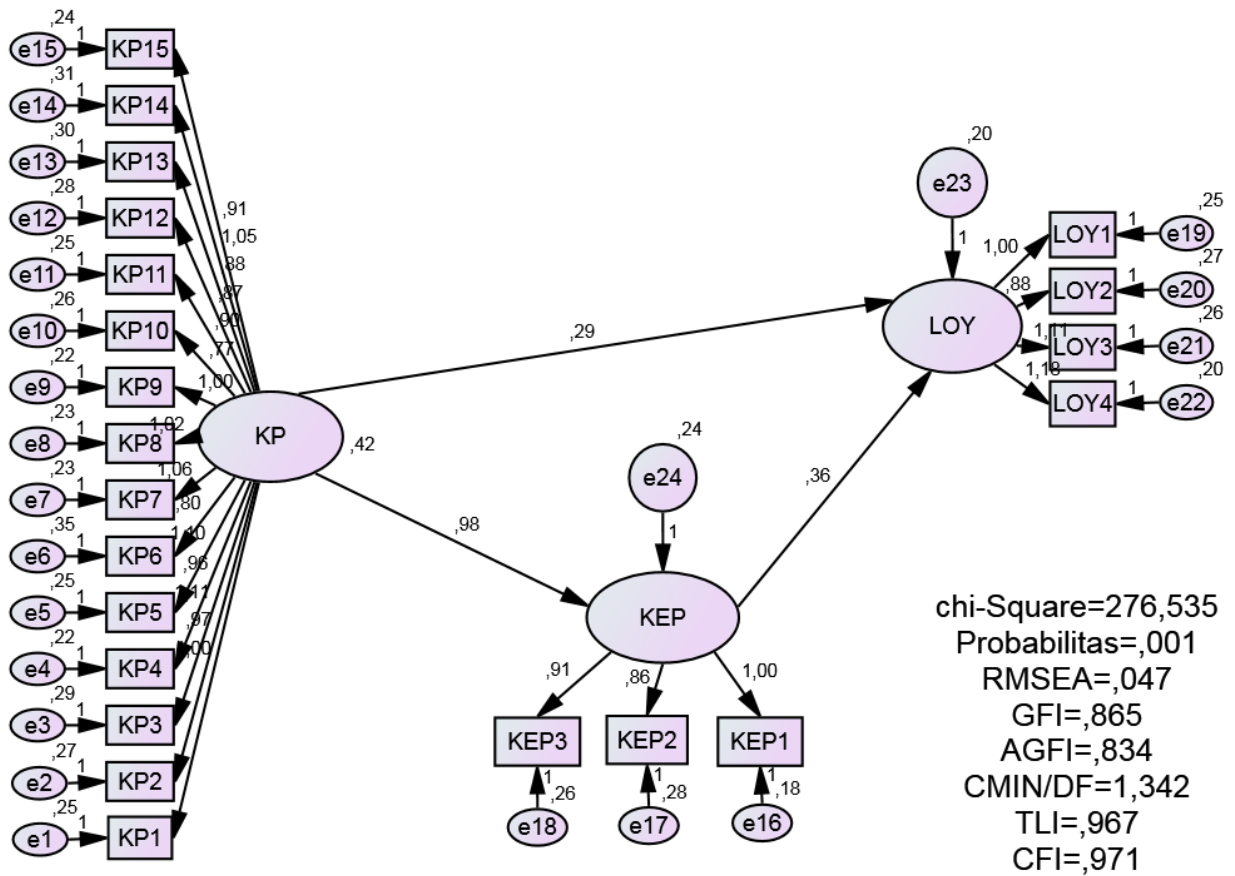 ,24
e15 1 KP15
,31
e14 1 KP14
,30
e13 1 KP13
,28
e12 1 KP12
,25
e11 1 KP11
,26
e10 1 KP10
,22
e9 1 KP9
,23
e8 1 KP8
,23
e7 1 KP7
,35
e6 1 KP6
,25
e5 1 KP5
,22
e4 1 KP4
,29
e3 1 KP3
,27
e2 1 KP2
,25
e1 1 KP1
,91
1,05
,88
,87
,90
,77
1,00
1,02
1,06
,80
1,10
,96
1,11
,97
KP
,42
,29
,98
,36
,20
e23
1
LOY
1,00
,88
1,11
1,18
LOY1 1 e19
,25
LOY2 1 e20
,27
LOY3 1 e21
,26
LOY4 1 e22
,20
,24
e24
1
KEP
,91
,86
1,00
KEP3
KEP2
KEP1
1
,26
1
,28
1
,18
e18
e17
e16
chi-Square=276,535
Probabilitas=,001
RMSEA=,047
GFI=,865
AGFI=,834
CMIN/DF=1,342
TLI=,967
CFI=,971